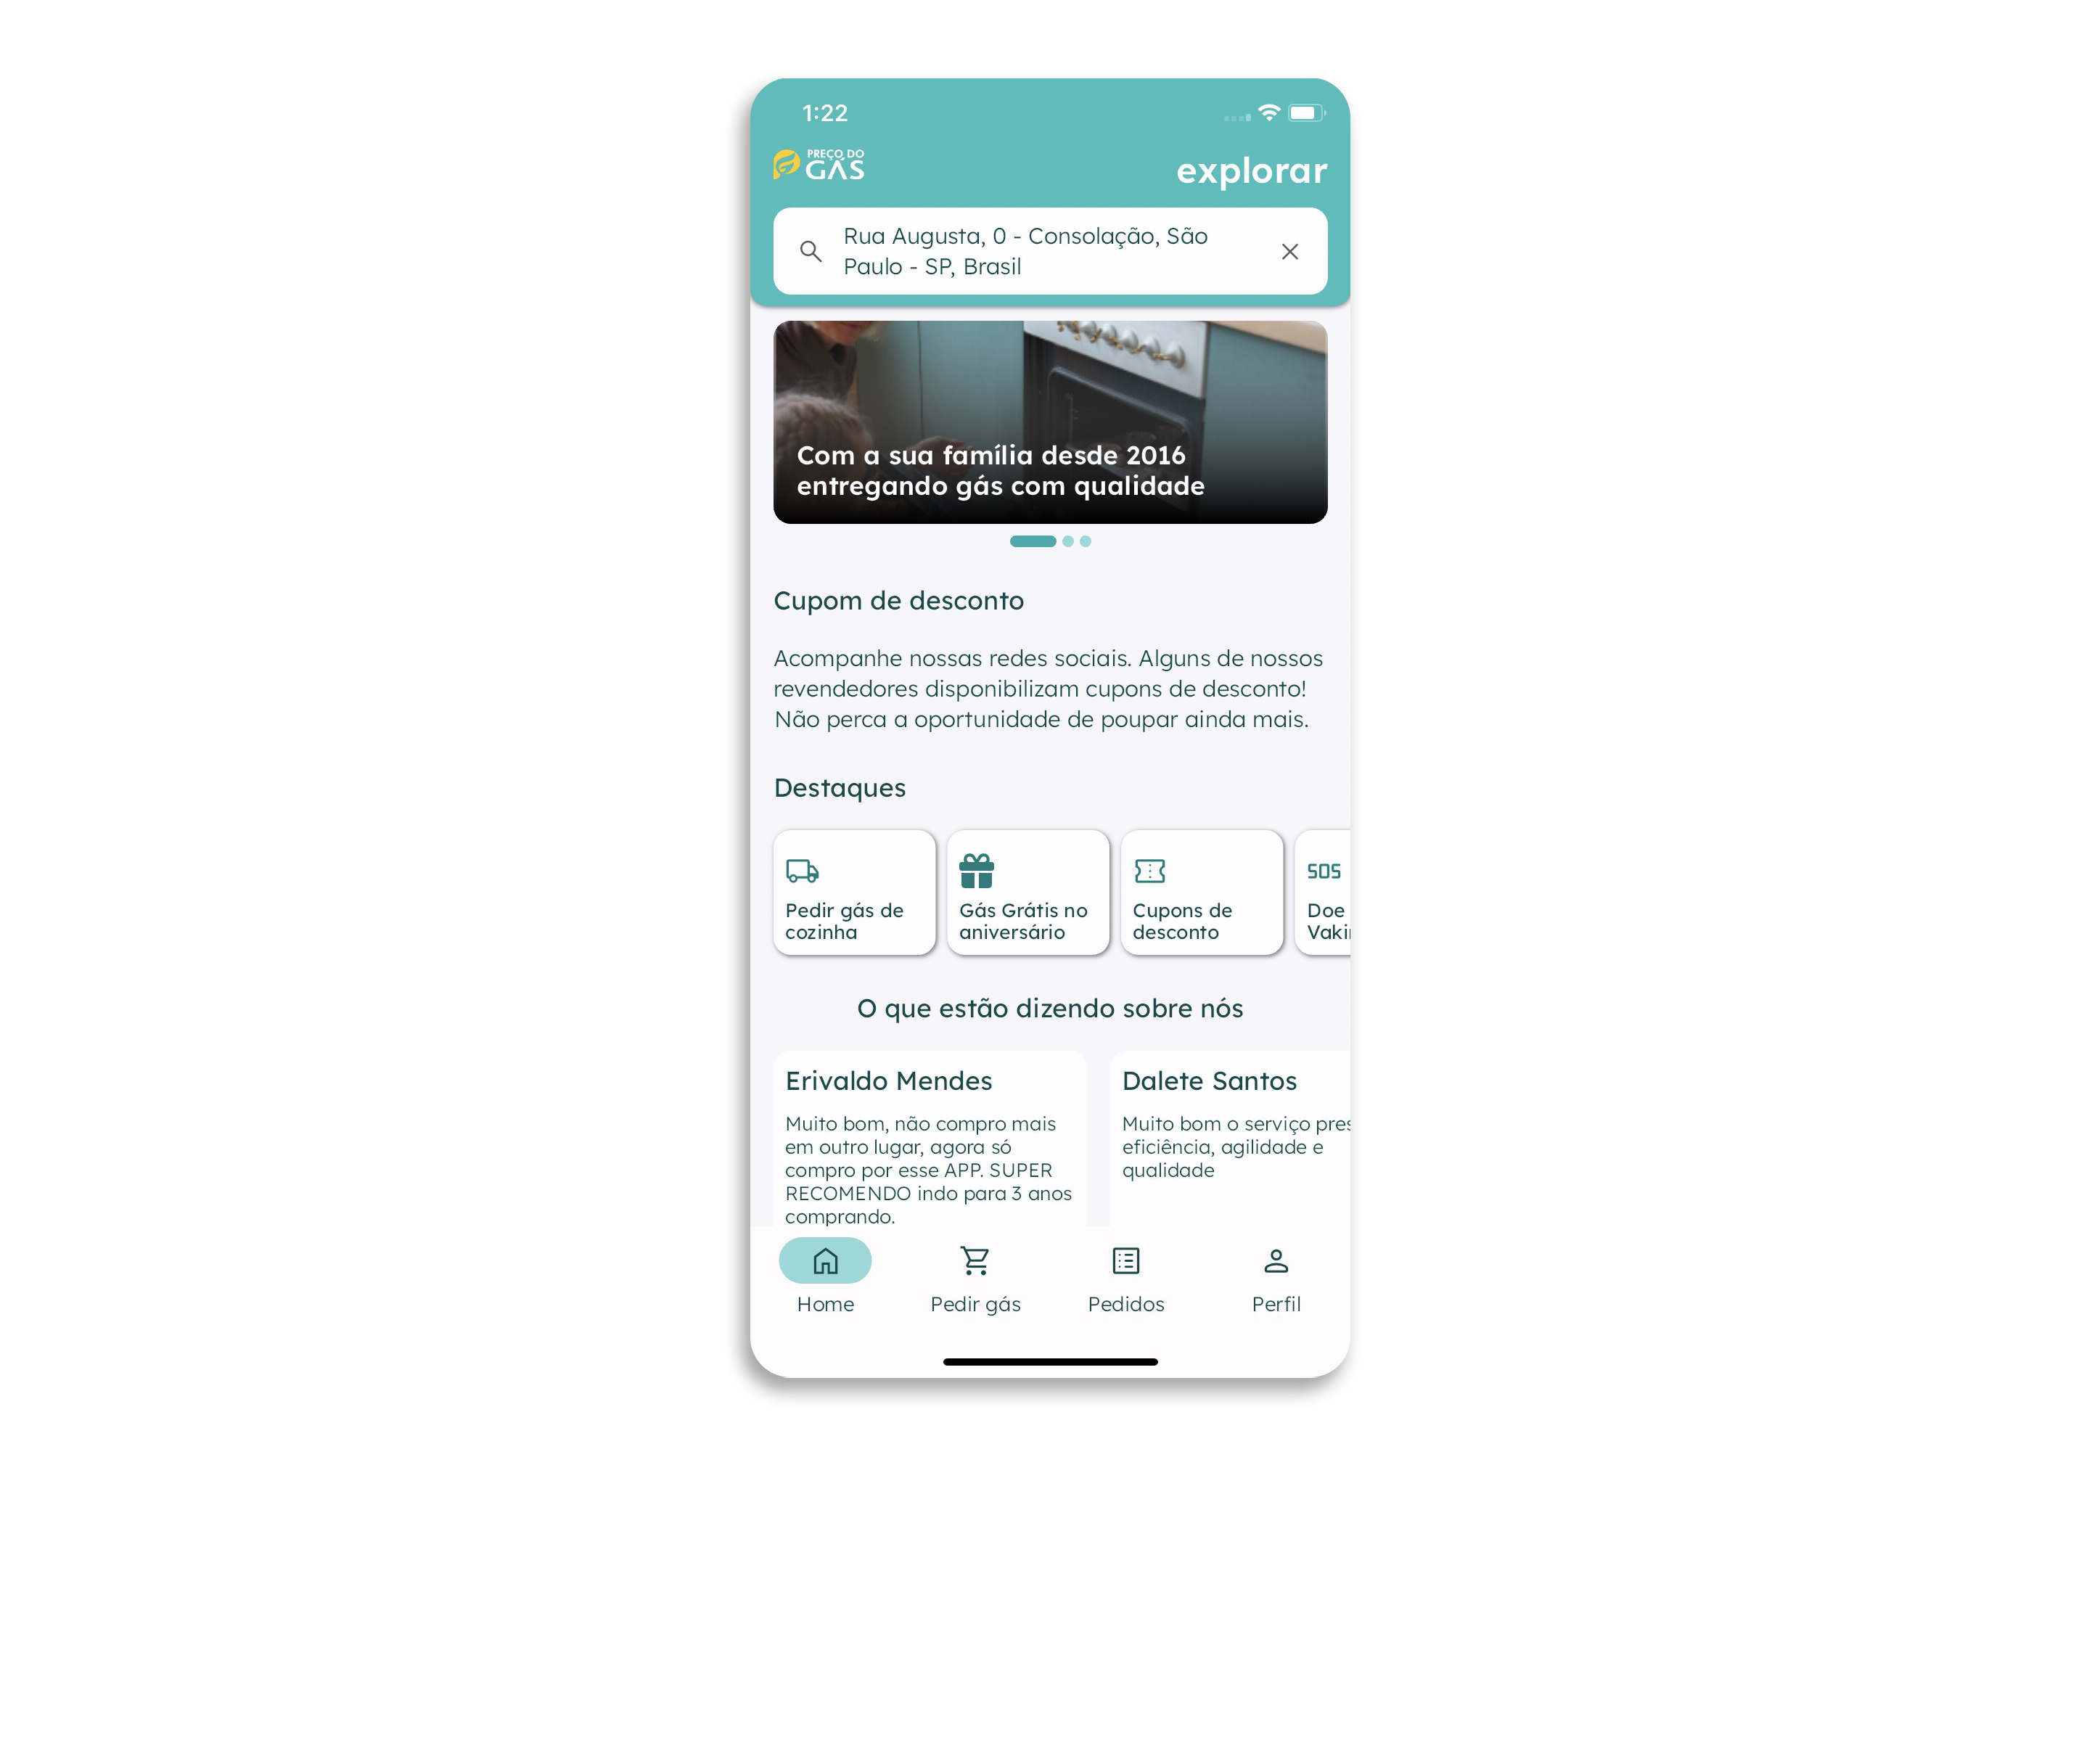 1:22
PREÇO DO
GÁS
explorar
Rua Augusta, 0 - Consolação, São
Paulo - SP, Brasil
Com a sua família desde 2016
entregando gás com qualidade
Cupom de desconto
Acompanhe nossas redes sociais. Alguns de nossos
revendedores disponibilizam cupons de desconto!
Não perca a oportunidade de poupar ainda mais.
Destaques
Pedir gás de
cozinha
Gás Grátis no
aniversário
Cupons de
desconto
SOS
Doe
O que estão dizendo sobre nós
Erivaldo Mendes
Muito bom, não compro mais
em outro lugar, agora só
compro por esse APP. SUPER
RECOMENDO indo para 3 anos
comprando.
Dalete Santos
Muito bom o serviço
eficiência, agilidade e
qualidade
Home
Pedir gás
Pedidos
Perfil